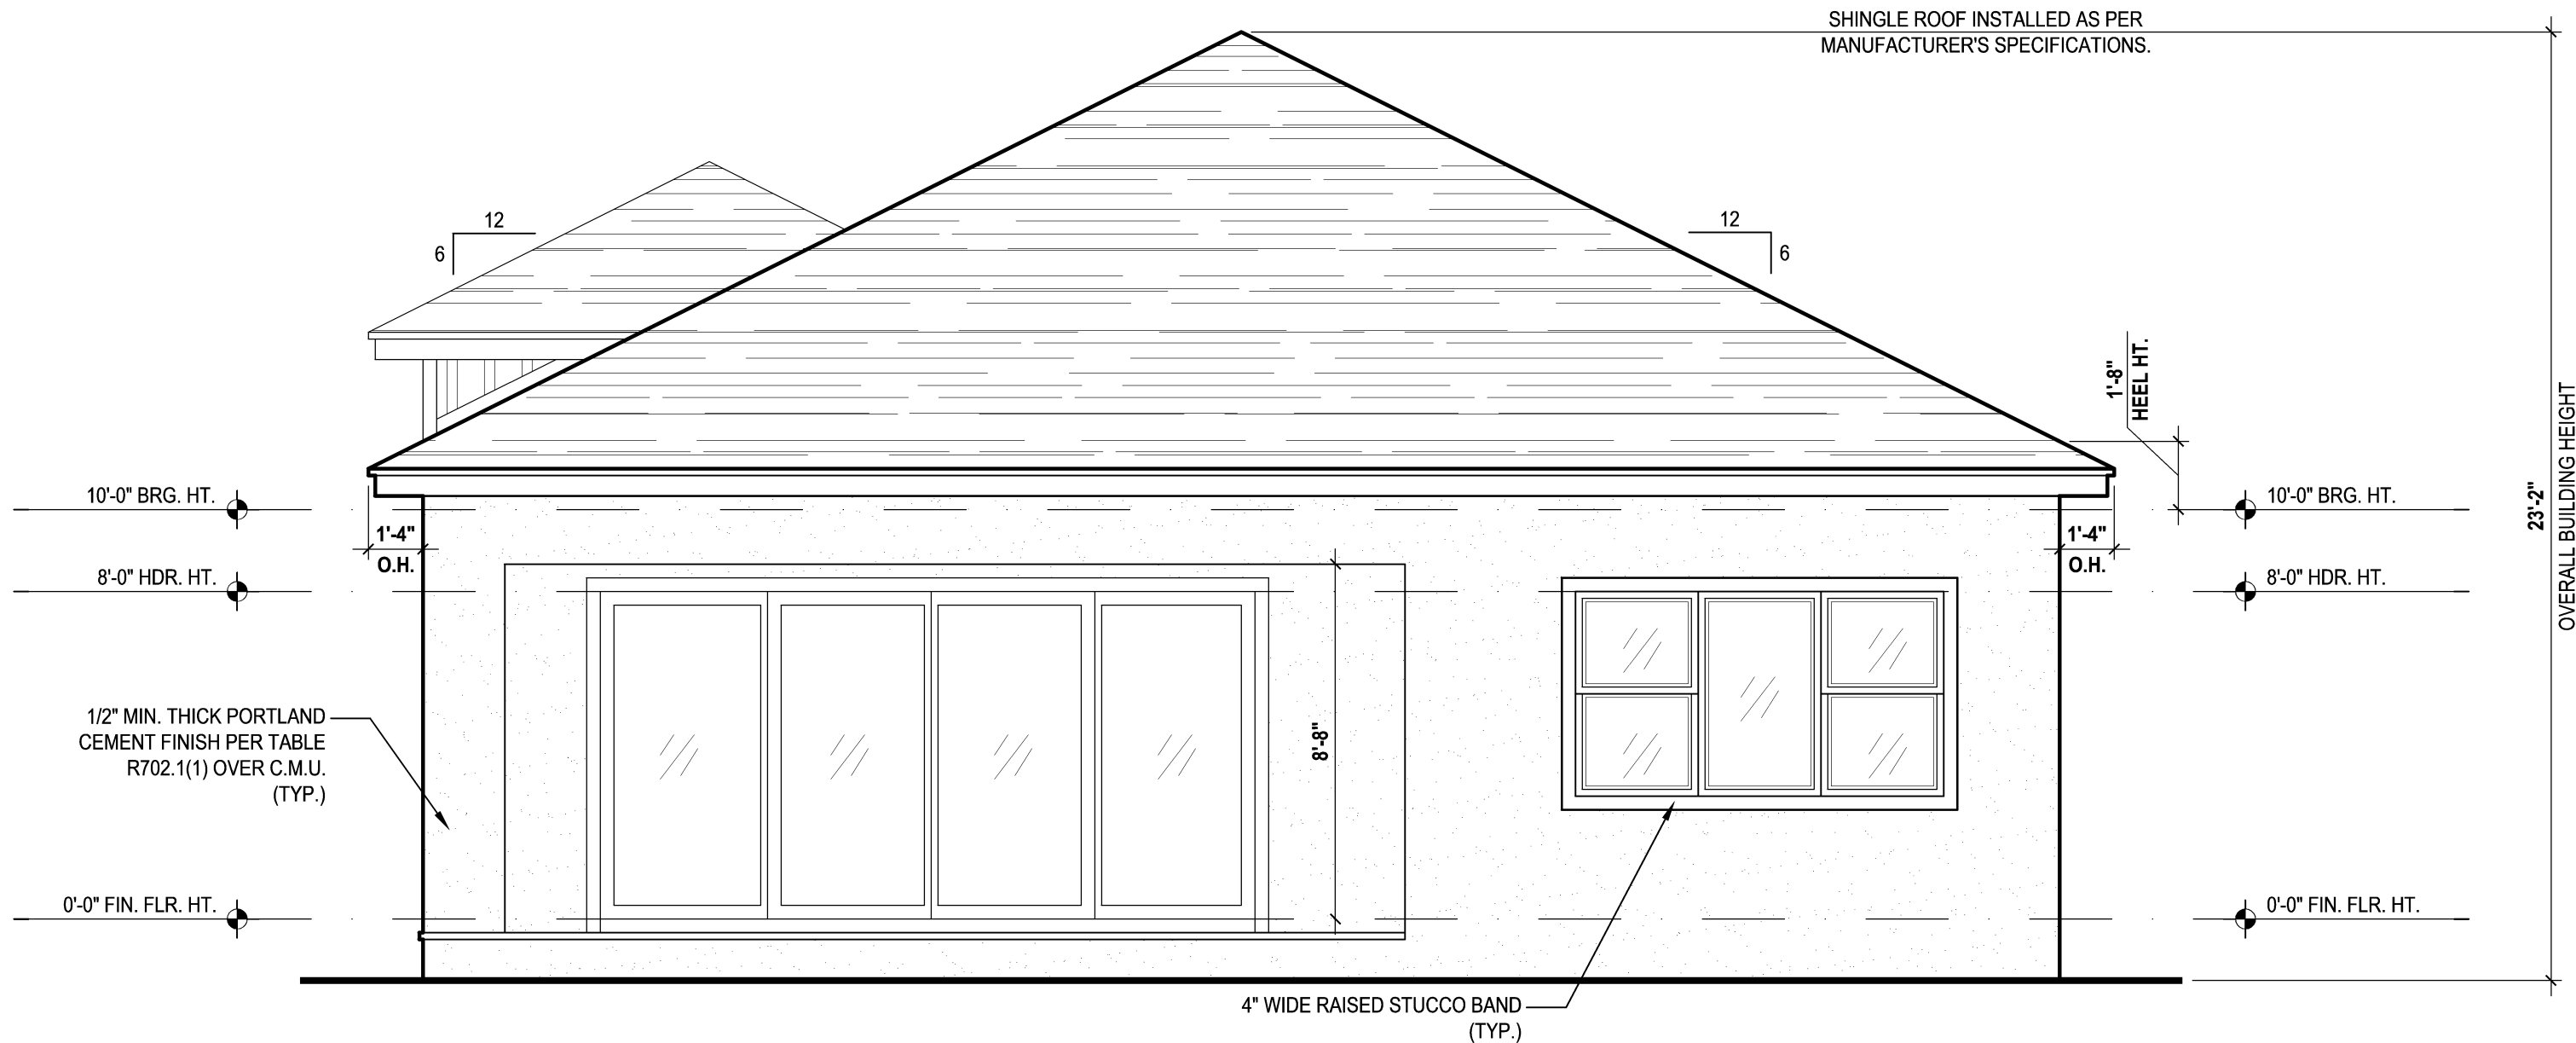 SHINGLE ROOF INSTALLED AS PER
MANUFACTURER'S SPECIFICATIONS.
12
6
12
6
1'-8"
HEEL HT.
23'-2"
OVERALL BUILDING HEIGHT
10'-0" BRG. HT.
10'-0" BRG. HT.
1'-4"
O.H.
1'-4"
O.H.
8'-0" HDR. HT.
8'-0" HDR. HT.
8'-8"
1/2" MIN. THICK PORTLAND
CEMENT FINISH PER TABLE
R702.1(1) OVER C.M.U.
(TYP.)
0'-0" FIN. FLR. HT.
0'-0" FIN. FLR. HT.
4" WIDE RAISED STUCCO BAND
(TYP.)